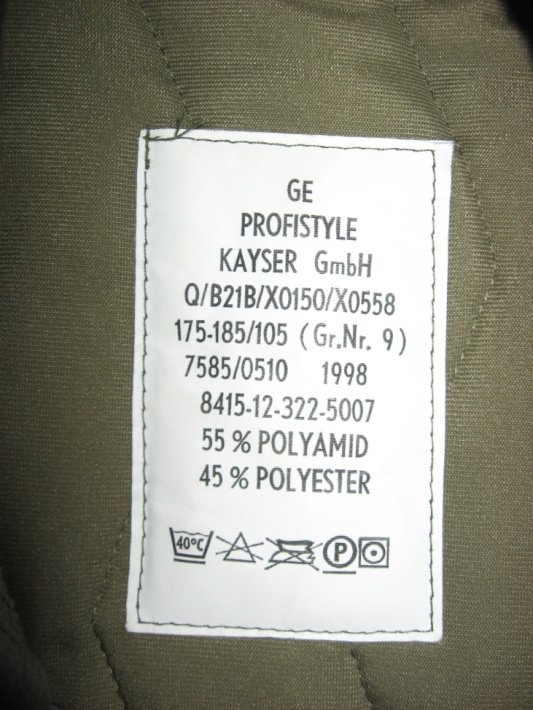 GE
PROFISTYLE
KAYSER GmbH
Q/B21B/X0150/X0558
175-185/105 (Gr.Nr. 9)
7585/0510 1998
8415-12-322-5007
55 % POLYAMID
45 % POLYESTER
40°C P